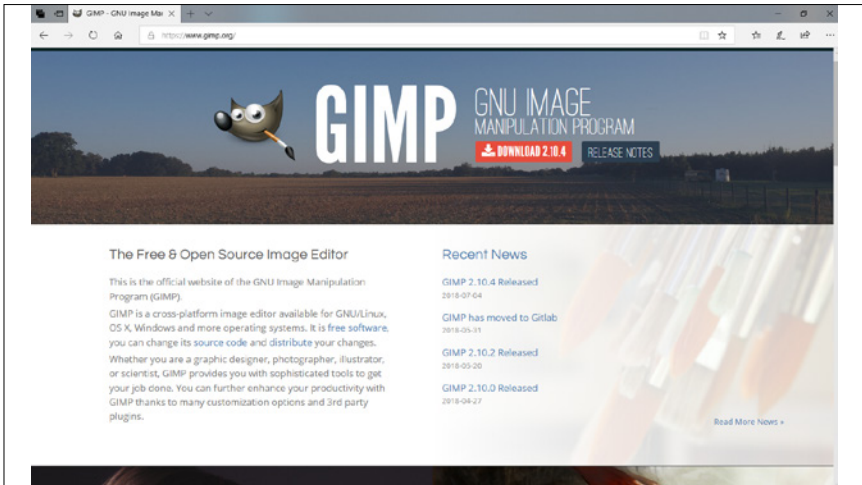 GIMP - GNU Image Mai
https://www.gimp.org/
GIMP
GNU IMAGE
MANIPULATION PROGRAM
DOWNLOAD 2.10.4
RELEASE NOTES
The Free & Open Source Image Editor
This is the official website of the GNU Image Manipulation
Program (GIMP).
GIMP is a cross-platform image editor available for GNU/Linux,
OS X, Windows and more operating systems. It is free software,
you can change its source code and distribute your changes.
Whether you are a graphic designer, photographer, illustrator,
or scientist, GIMP provides you with sophisticated tools to get
your job done. You can further enhance your productivity with
GIMP thanks to many customization options and 3rd party
plugins.
Recent News
GIMP 2.10.4 Released
2018-07-04
GIMP has moved to Gitlab
2018-05-31
GIMP 2.10.2 Released
2018-05-20
GIMP 2.10.0 Released
2018-04-27
Read More News »